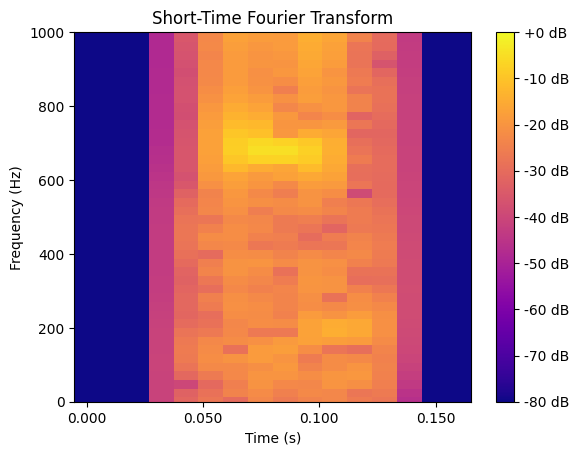 Short-Time Fourier Transform
1000
800
600
400
200
0
Frequency (Hz)
0.000
0.050
0.100
0.150
Time (s)
+0 dB
-10 dB
-20 dB
-30 dB
-40 dB
-50 dB
-60 dB
-70 dB
-80 dB